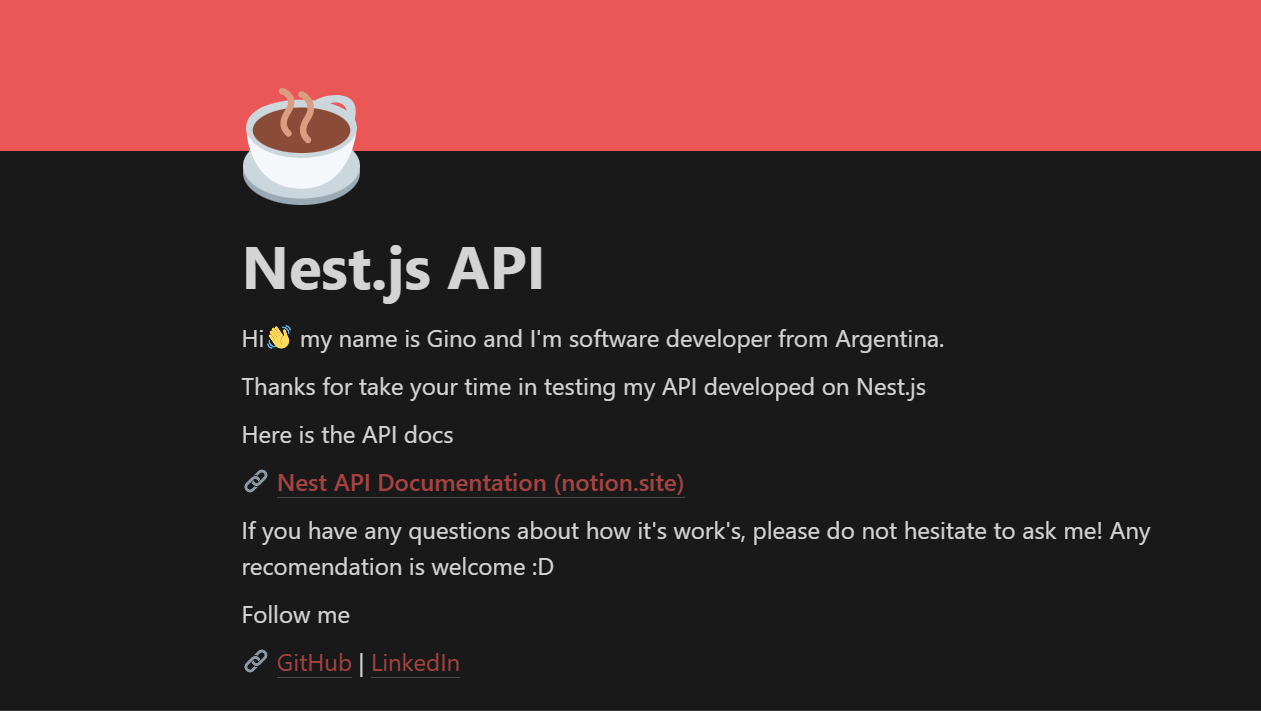 Nest.js API
Hi👋 my name is Gino and I'm software developer from Argentina.
Thanks for take your time in testing my API developed on Nest.js
Here is the API docs
🔗 Nest API Documentation (notion.site)
If you have any questions about how it's work's, please do not hesitate to ask me! Any
recomendation is welcome :D
Follow me
🔗 GitHub | LinkedIn